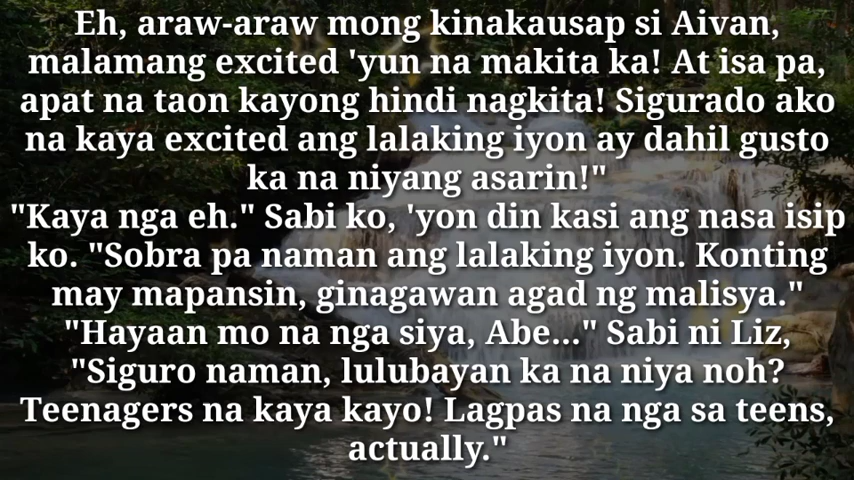 Eh, araw-araw mong kinakausap si Aivan,
malamang excited 'yun na makita ka! At isa pa,
apat na taon kayong hindi nagkita! Sigurado ako
na kaya excited ang lalaking iyon ay dahil gusto
ka na niyang asarin!"
"Kaya nga eh." Sabi ko, 'yon din kasi ang nasa isip
ko. "Sobra pa naman ang lalaking iyon. Konting
may mapansin, ginagawan agad ng malisya."
"Hayaan mo na nga siya, Abe..." Sabi ni Liz,
"Siguro naman, lulubayan ka na niya noh?
Teenagers na kaya kayo! Lagpas na nga sa teens,
actually."